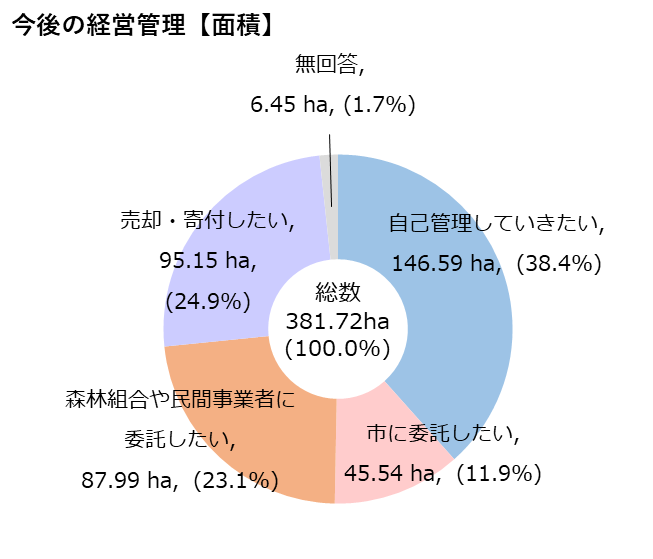 今後の経営管理【面積】
無回答,
6.45 ha, (1.7%)
自己管理していきたい,
146.59 ha, (38.4%)
売却・寄付したい,
95.15 ha,
(24.9%)
総数
381.72ha
(100.0%)
森林組合や民間事業者に
委託したい,
87.99 ha, (23.1%)
市に委託したい,
45.54 ha, (11.9%)